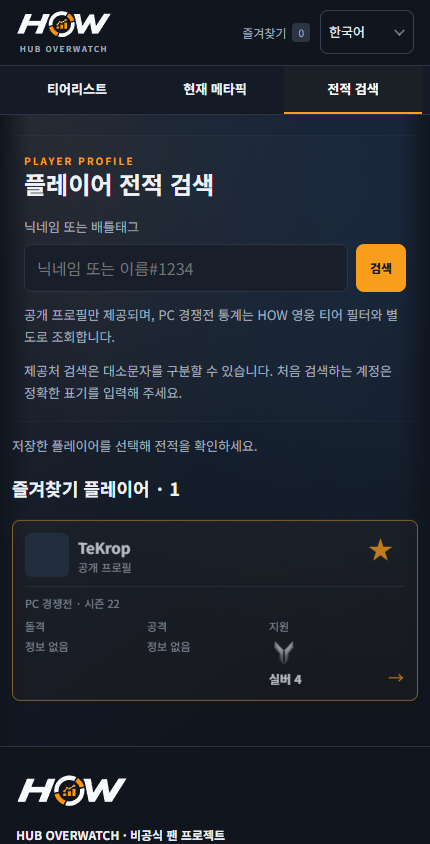 HOW
HUB OVERWATCH
즐겨찾기 0
한국어
티어리스트 현재 메타픽 전적 검색
PLAYER PROFILE
플레이어 전적 검색
닉네임 또는 배틀태그
닉네임 또는 이름#1234 검색
공개 프로필만 제공되며, PC 경쟁전 통계는 HOW 영웅 티어 필터와 별
도로 조회합니다.
제공처 검색은 대소문자를 구분할 수 있습니다. 처음 검색하는 계정은
정확한 표기를 입력해 주세요.
저장한 플레이어를 선택해 전적을 확인하세요.
즐겨찾기 플레이어 · 1
TeKrop
공개 프로필
PC 경쟁전 · 시즌 22
돌격 공격 지원
정보 없음 정보 없음
실버 4 →
HOW
HUB OVERWATCH · 비공식 팬 프로젝트